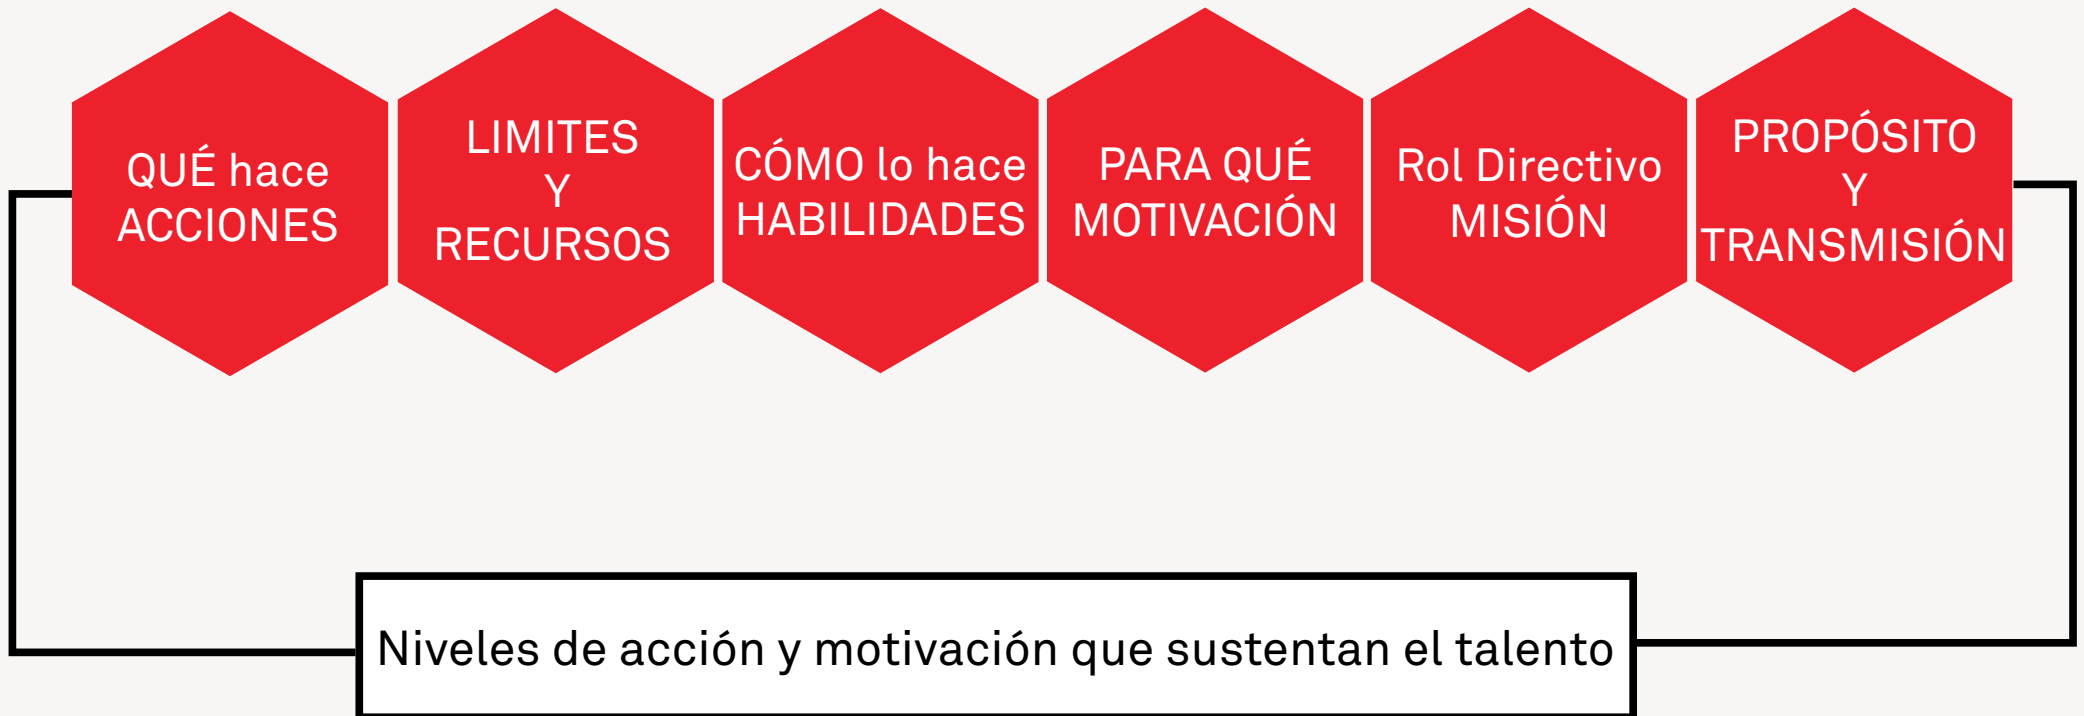 QUÉ hace
ACCIONES
LIMITES
Y
RECURSOS
CÓMO lo hace
HABILIDADES
PARA QUÉ
MOTIVACIÓN
Rol Directivo
MISIÓN
PROPÓSITO
Y
TRANSMISIÓN
Niveles de acción y motivación que sustentan el talento